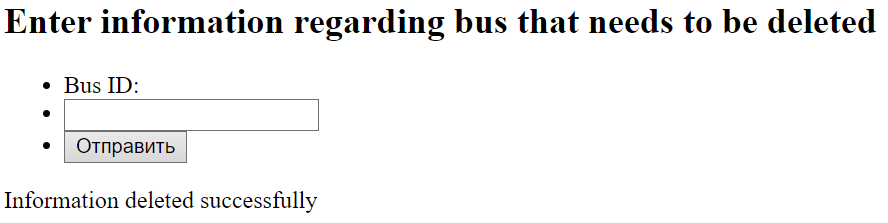 Enter information regarding bus that needs to be deleted
Bus ID:
Отправить
Information deleted successfully